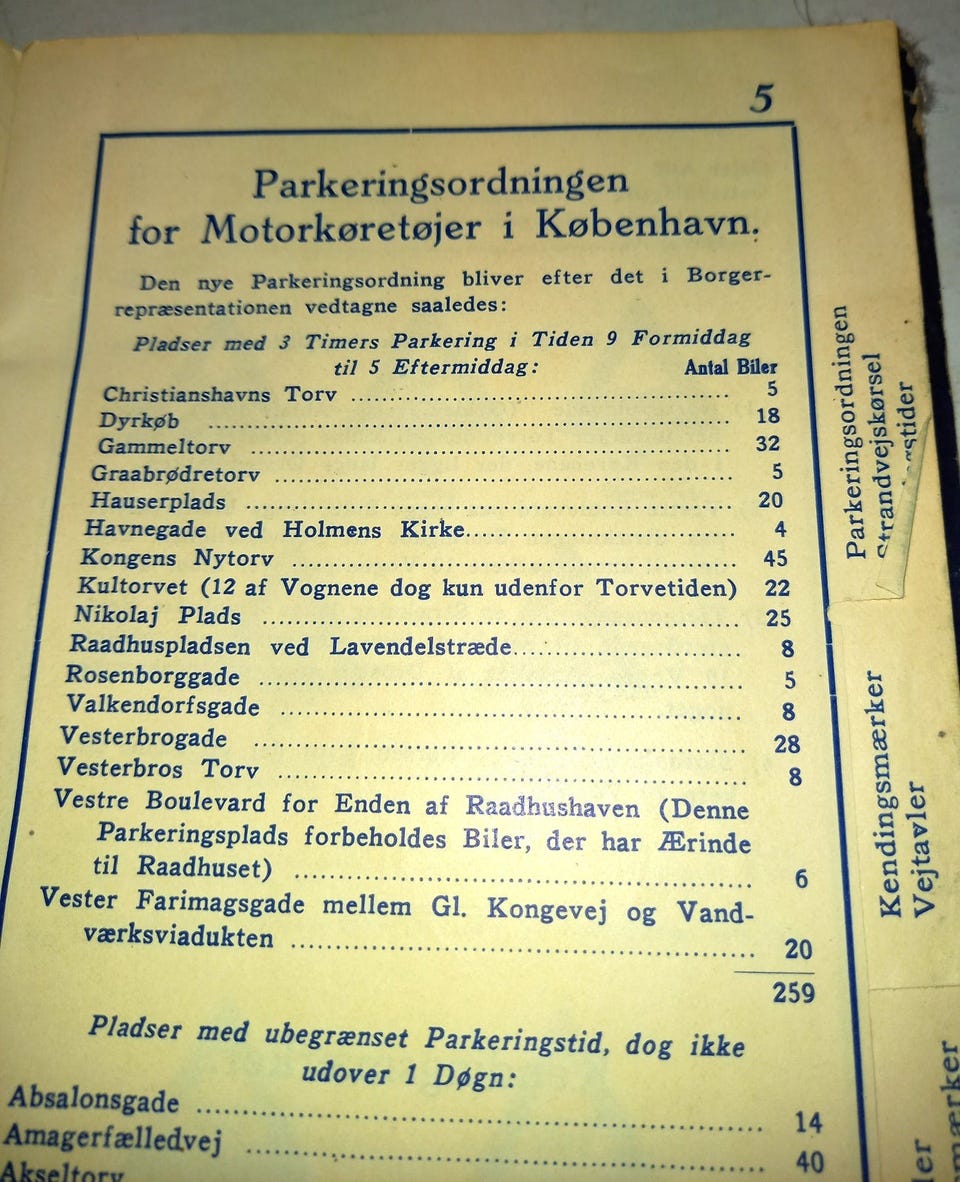 5
Parkeringsordningen
for Motorkøretøjer i København.
Den nye Parkeringsordning bliver efter det i Borger-
repræsentationen vedtagne saaledes:
Pladser med 3 Timers Parkering i Tiden 9 Formiddag
til 5 Eftermiddag: Antal Biler
Christianshavns Torv ........ 5
Dyrkøb ........ 18
Gammeltorv ........ 32
Graabrødretorv ........ 5
Hauserplads ........ 20
Havnegade ved Holmens Kirke........ 4
Kongens Nytorv ........ 45
Kultorvet (12 af Vognene dog kun udenfor Torvetiden) 22
Nikolaj Plads ........ 25
Raadhuspladsen ved Lavendelstræde........ 8
Rosenborggade ........ 5
Valkendorfsgade ........ 8
Vesterbrogade ........ 28
Vesterbros Torv ........ 8
Vestre Boulevard for Enden af Raadhushaven (Denne
Parkeringsplads forbeholdes Biler, der har Ærinde
til Raadhuset) ........ 6
Vester Farimagsgade mellem Gl. Kongevej og Vand-
værksviadukten ........ 20
259
Pladser med ubegrænset Parkeringstid, dog ikke
udover 1 Døgn:
Absalonsgade ........ 14
Amagerfælledvej ........ 40
Akseltorv
Parkeringsordningen
Strandvejskørsel
Kendingsmærker
Vejtavler